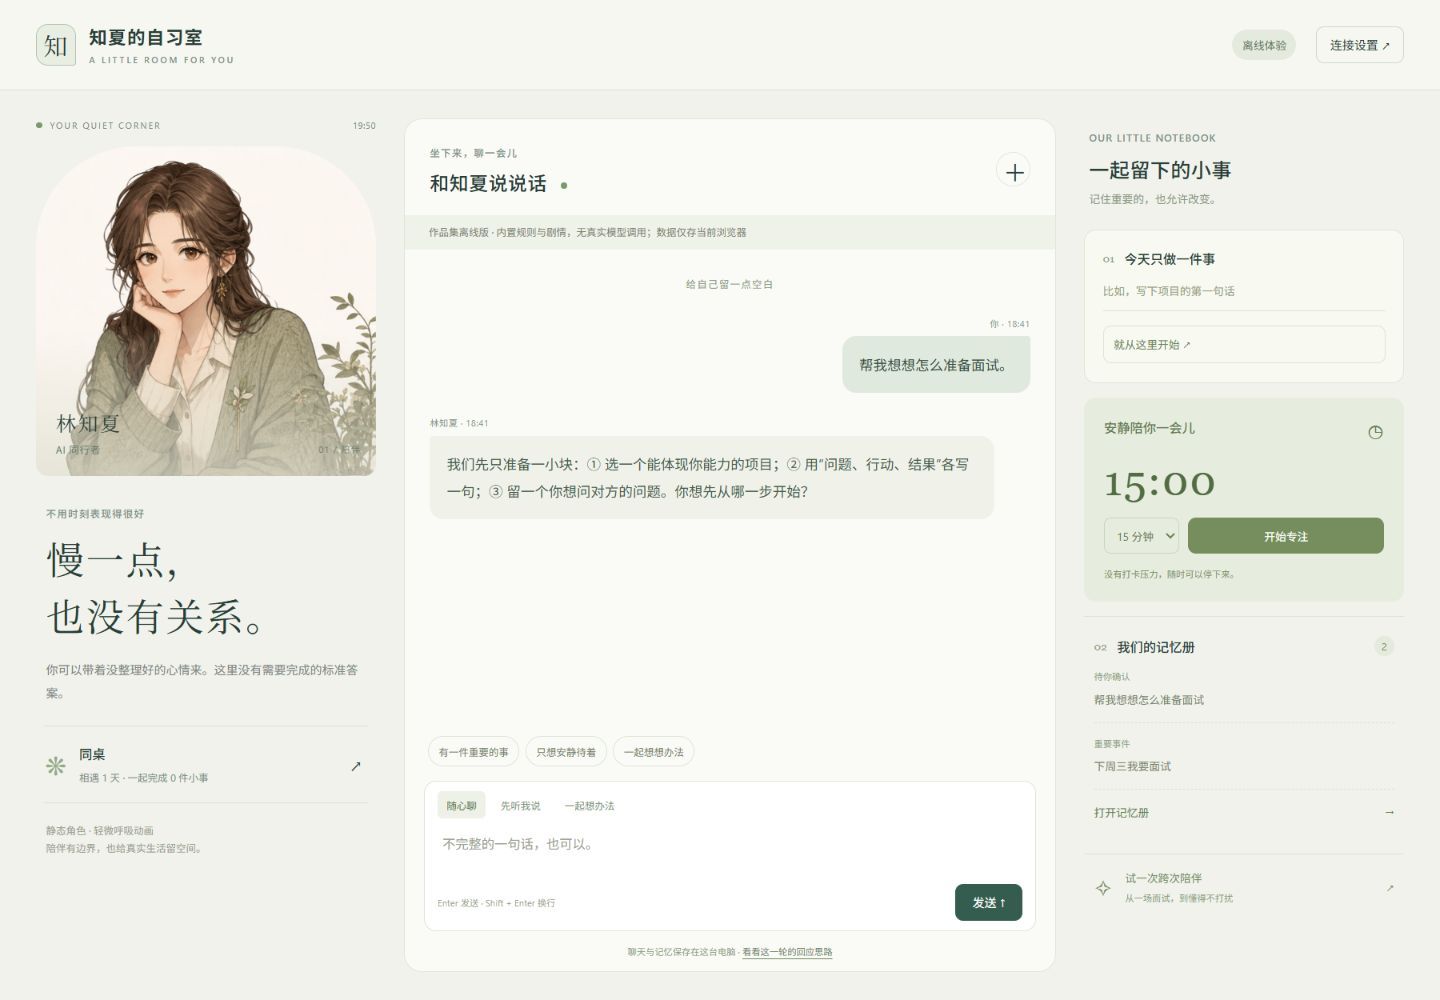 知
知夏的自习室
A LITTLE ROOM FOR YOU
离线体验
连接设置 ↗
YOUR QUIET CORNER
19:50
林知夏
AI 同行者
不用时刻表现得很好
慢一点，
也没有关系。
你可以带着没整理好的心情来。这里没有需要完成的标准答
案。
同桌
相遇 1 天 · 一起完成 0 件小事
↗
静态角色 · 轻微呼吸动画
陪伴有边界，也给真实生活留空间。
坐下来，聊一会儿
和知夏说说话
作品集离线版 · 内置规则与剧情，无真实模型调用；数据仅存当前浏览器
给自己留一点空白
你 · 18:41
帮我想想怎么准备面试。
林知夏 · 18:41
我们先只准备一小块：① 选一个能体现你能力的项目；② 用“问题、行动、结果”各写
一句；③ 留一个你想问对方的问题。你想先从哪一步开始？
有一件重要的事
只想安静待着
一起想想办法
随心聊
先听我说
一起想办法
不完整的一句话，也可以。
Enter 发送 · Shift + Enter 换行
发送 ↑
聊天与记忆保存在这台电脑 · 看看这一轮的回应思路
OUR LITTLE NOTEBOOK
一起留下的小事
记住重要的，也允许改变。
01 今天只做一件事
比如，写下项目的第一句话
就从这里开始 ↗
安静陪你一会儿
15:00
15 分钟
开始专注
没有打卡压力，随时可以停下来。
02 我们的记忆册
2
待你确认
帮我想想怎么准备面试
重要事件
下周三我要面试
打开记忆册 →
试一次跨次陪伴
从一场面试，到懂得不打扰
↗